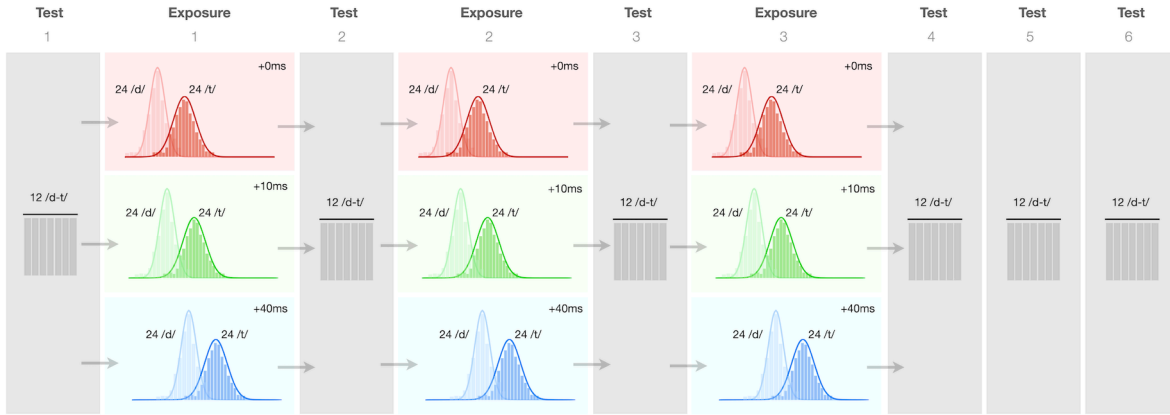 Test Exposure Test Exposure Test Exposure Test Test Test
1 1 2 2 3 3 4 5 6
+0ms +0ms +0ms
24 /d/ 24 /t/ 24 /d/ 24 /t/ 24 /d/ 24 /t/
+10ms +10ms +10ms
12 /d-t/ 24 /d/ 24 /t/ 12 /d-t/ 24 /d/ 24 /t/ 12 /d-t/ 24 /d/ 24 /t/ 12 /d-t/ 12 /d-t/ 12 /d-t/
+40ms +40ms +40ms
24 /d/ 24 /t/ 24 /d/ 24 /t/ 24 /d/ 24 /t/